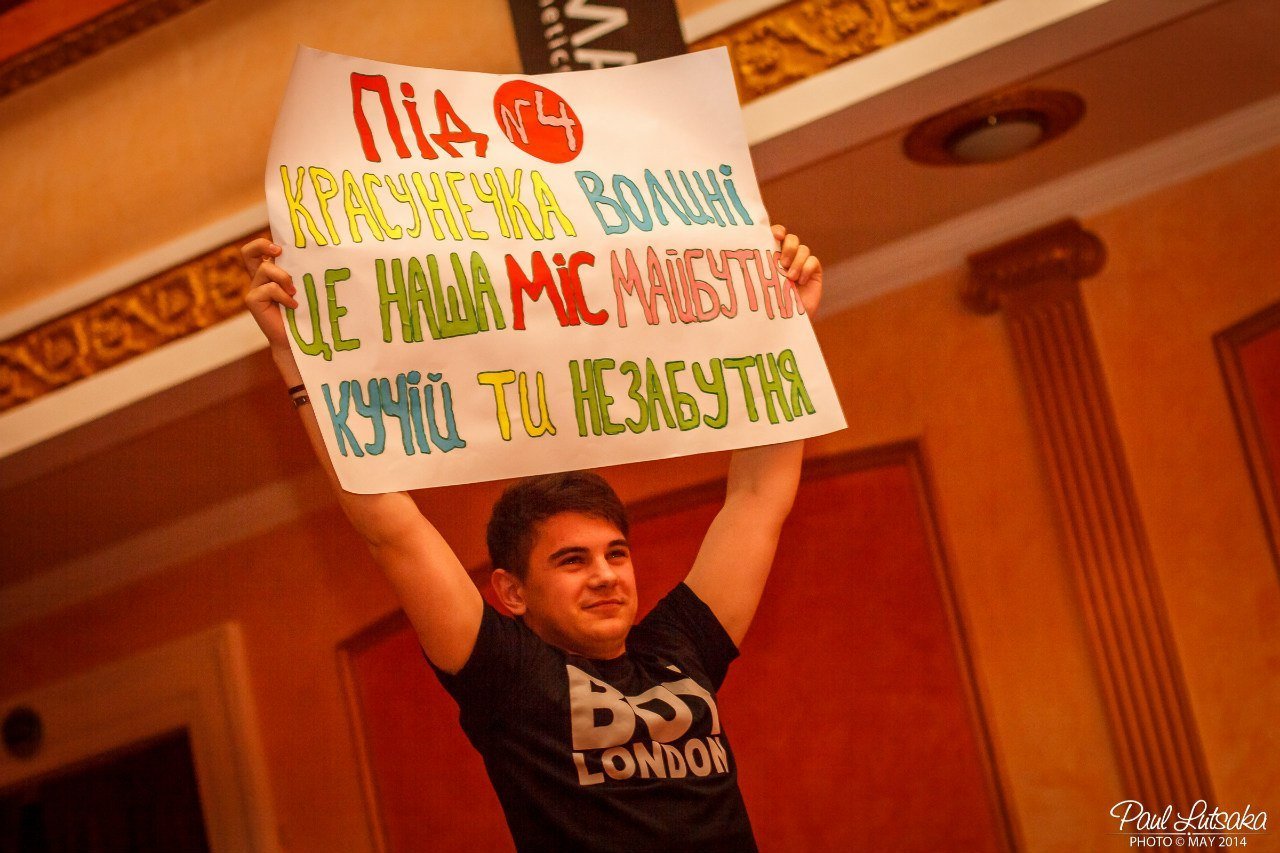 Під №4
КРАСУНЕЧКА ВОЛИНІ
ЦЕ НАША МІС МАЙБУТНЯ
КУЧІЙ ТИ НЕЗАБУТНЯ
BOY
LONDON
Paul Lutsaka
PHOTO © MAY 2014